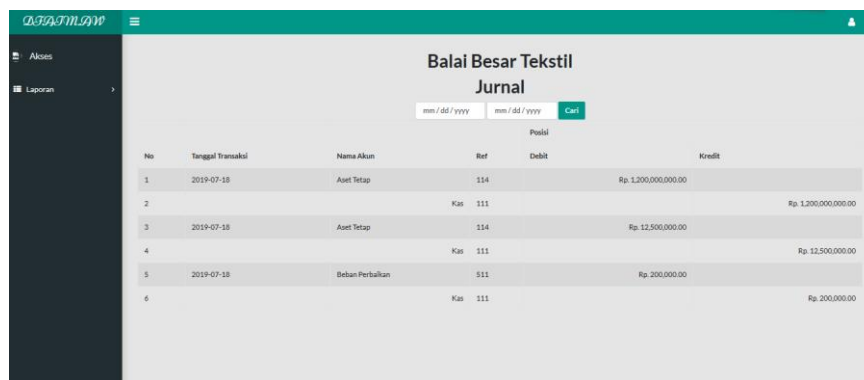 DIATMAW
Akses
Laporan
Balai Besar Tekstil
Jurnal
mm / dd / yyyy mm / dd / yyyy Cari
Posisi
No Tanggal Transaksi Nama Akun Ref Debit Kredit
1 2019-07-18 Aset Tetap 114 Rp. 1,200,000,000.00
2 Kas 111 Rp. 1,200,000,000.00
3 2019-07-18 Aset Tetap 114 Rp. 12,500,000.00
4 Kas 111 Rp. 12,500,000.00
5 2019-07-18 Beban Perbaikan 511 Rp. 200,000.00
6 Kas 111 Rp. 200,000.00